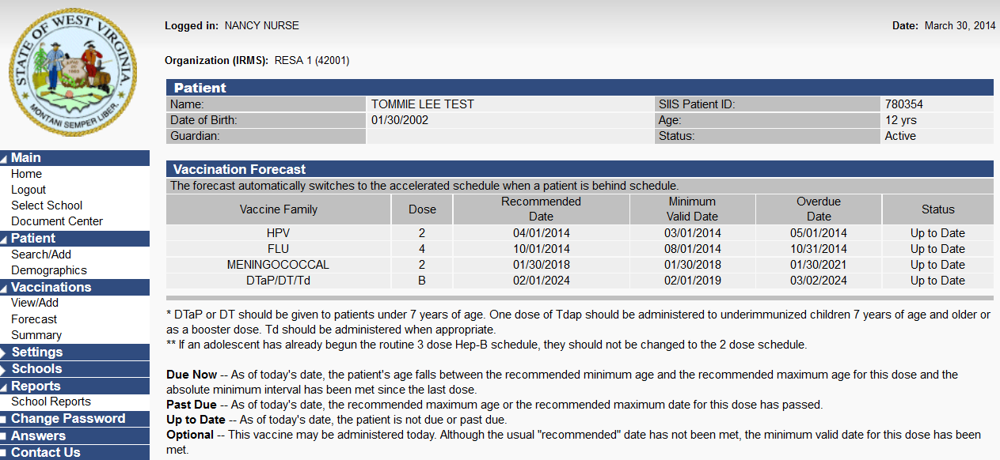 STATE OF WEST VIRGINIA.
MONTANI SEMPER LIBERI.
Logged in: NANCY NURSE
Date: March 30, 2014
Organization (IRMS): RESA 1 (42001)
Main
Home
Logout
Select School
Document Center
Patient
Search/Add
Demographics
Vaccinations
View/Add
Forecast
Summary
Settings
Schools
Reports
School Reports
Change Password
Answers
Contact Us
Patient
Name: TOMMIE LEE TEST SIIS Patient ID: 780354
Date of Birth: 01/30/2002 Age: 12 yrs
Guardian: Status: Active
Vaccination Forecast
The forecast automatically switches to the accelerated schedule when a patient is behind schedule.
Vaccine Family Dose Recommended Date Minimum Valid Date Overdue Date Status
HPV 2 04/01/2014 03/01/2014 05/01/2014 Up to Date
FLU 4 10/01/2014 08/01/2014 10/31/2014 Up to Date
MENINGOCOCCAL 2 01/30/2018 01/30/2018 01/30/2021 Up to Date
DTaP/DT/Td B 02/01/2024 02/01/2019 03/02/2024 Up to Date
* DTaP or DT should be given to patients under 7 years of age. One dose of Tdap should be administered to underimmunized children 7 years of age and older or
as a booster dose. Td should be administered when appropriate.
** If an adolescent has already begun the routine 3 dose Hep-B schedule, they should not be changed to the 2 dose schedule.
Due Now -- As of today's date, the patient's age falls between the recommended minimum age and the recommended maximum age for this dose and the
absolute minimum interval has been met since the last dose.
Past Due -- As of today's date, the recommended maximum age or the recommended maximum date for this dose has passed.
Up to Date -- As of today's date, the patient is not due or past due.
Optional -- This vaccine may be administered today. Although the usual "recommended" date has not been met, the minimum valid date for this dose has been
met.